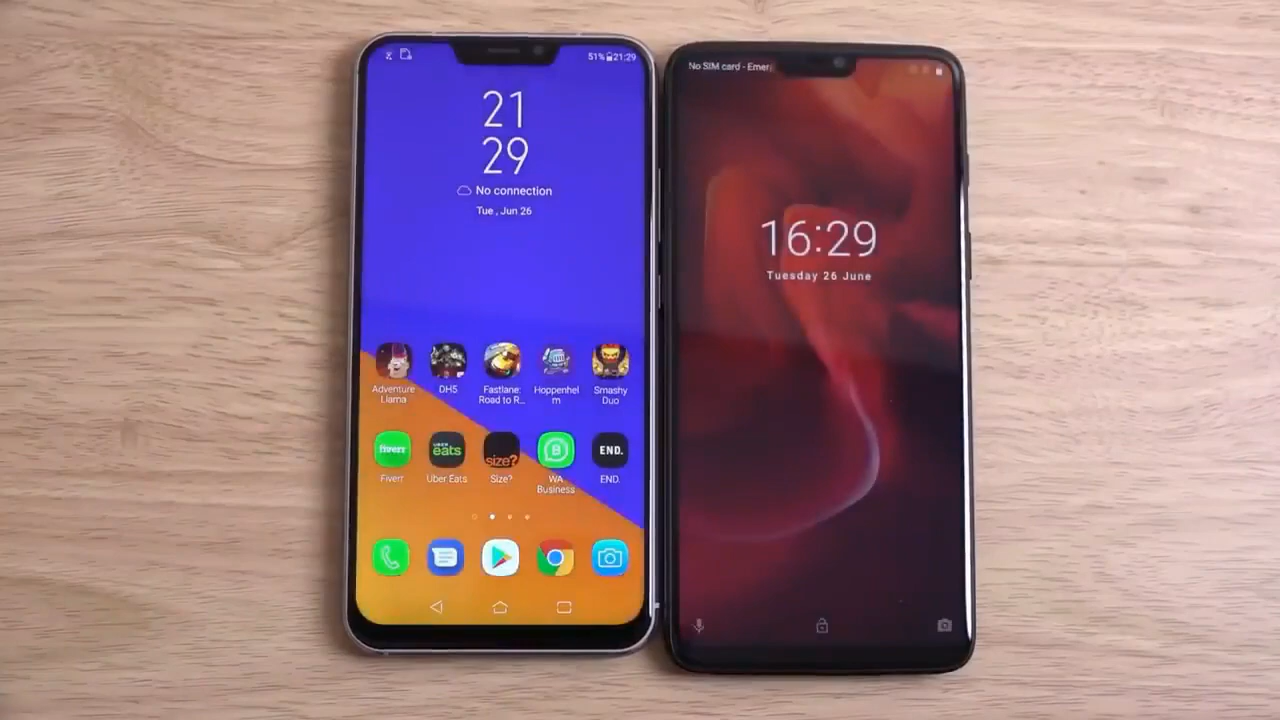 51% 21:29
21
29
No connection
Tue , Jun 26
Adventure
Llama
DH5
Fastlane:
Road to R...
Hoppenhel
m
Smashy
Duo
fiverr
Uber
eats
size?
B
END.
Fiverr
Uber Eats
Size?
WA
Business
END.
No SIM card - Emer
16:29
Tuesday 26 June